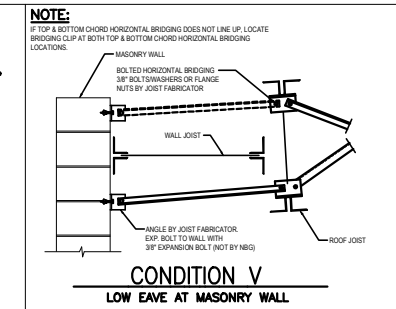 NOTE:
IF TOP & BOTTOM CHORD HORIZONTAL BRIDGING DOES NOT LINE UP, LOCATE
BRIDGING CLIP AT BOTH TOP & BOTTOM CHORD HORIZONTAL BRIDGING
LOCATIONS.
MASONRY WALL
BOLTED HORIZONTAL BRIDGING
3/8" BOLTS/WASHERS OR FLANGE
NUTS BY JOIST FABRICATOR
WALL JOIST
ANGLE BY JOIST FABRICATOR.
EXP. BOLT TO WALL WITH
3/8" EXPANSION BOLT (NOT BY NBG)
ROOF JOIST
CONDITION V
LOW EAVE AT MASONRY WALL